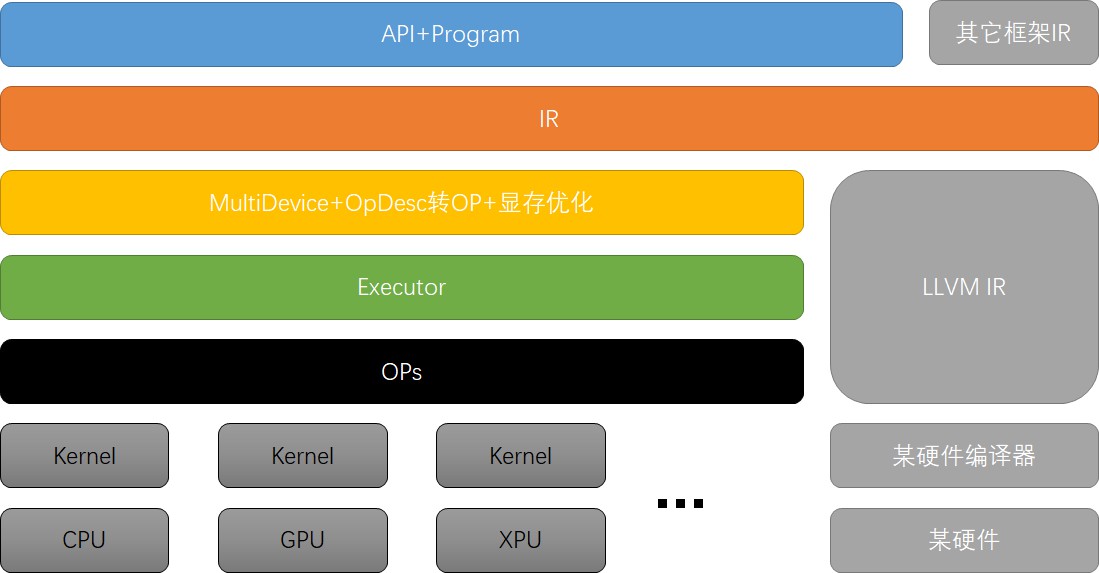 API+Program
其它框架IR
IR
MultiDevice+OpDesc转OP+显存优化
Executor
LLVM IR
OPs
Kernel
Kernel
Kernel
某硬件编译器
CPU
GPU
XPU
某硬件